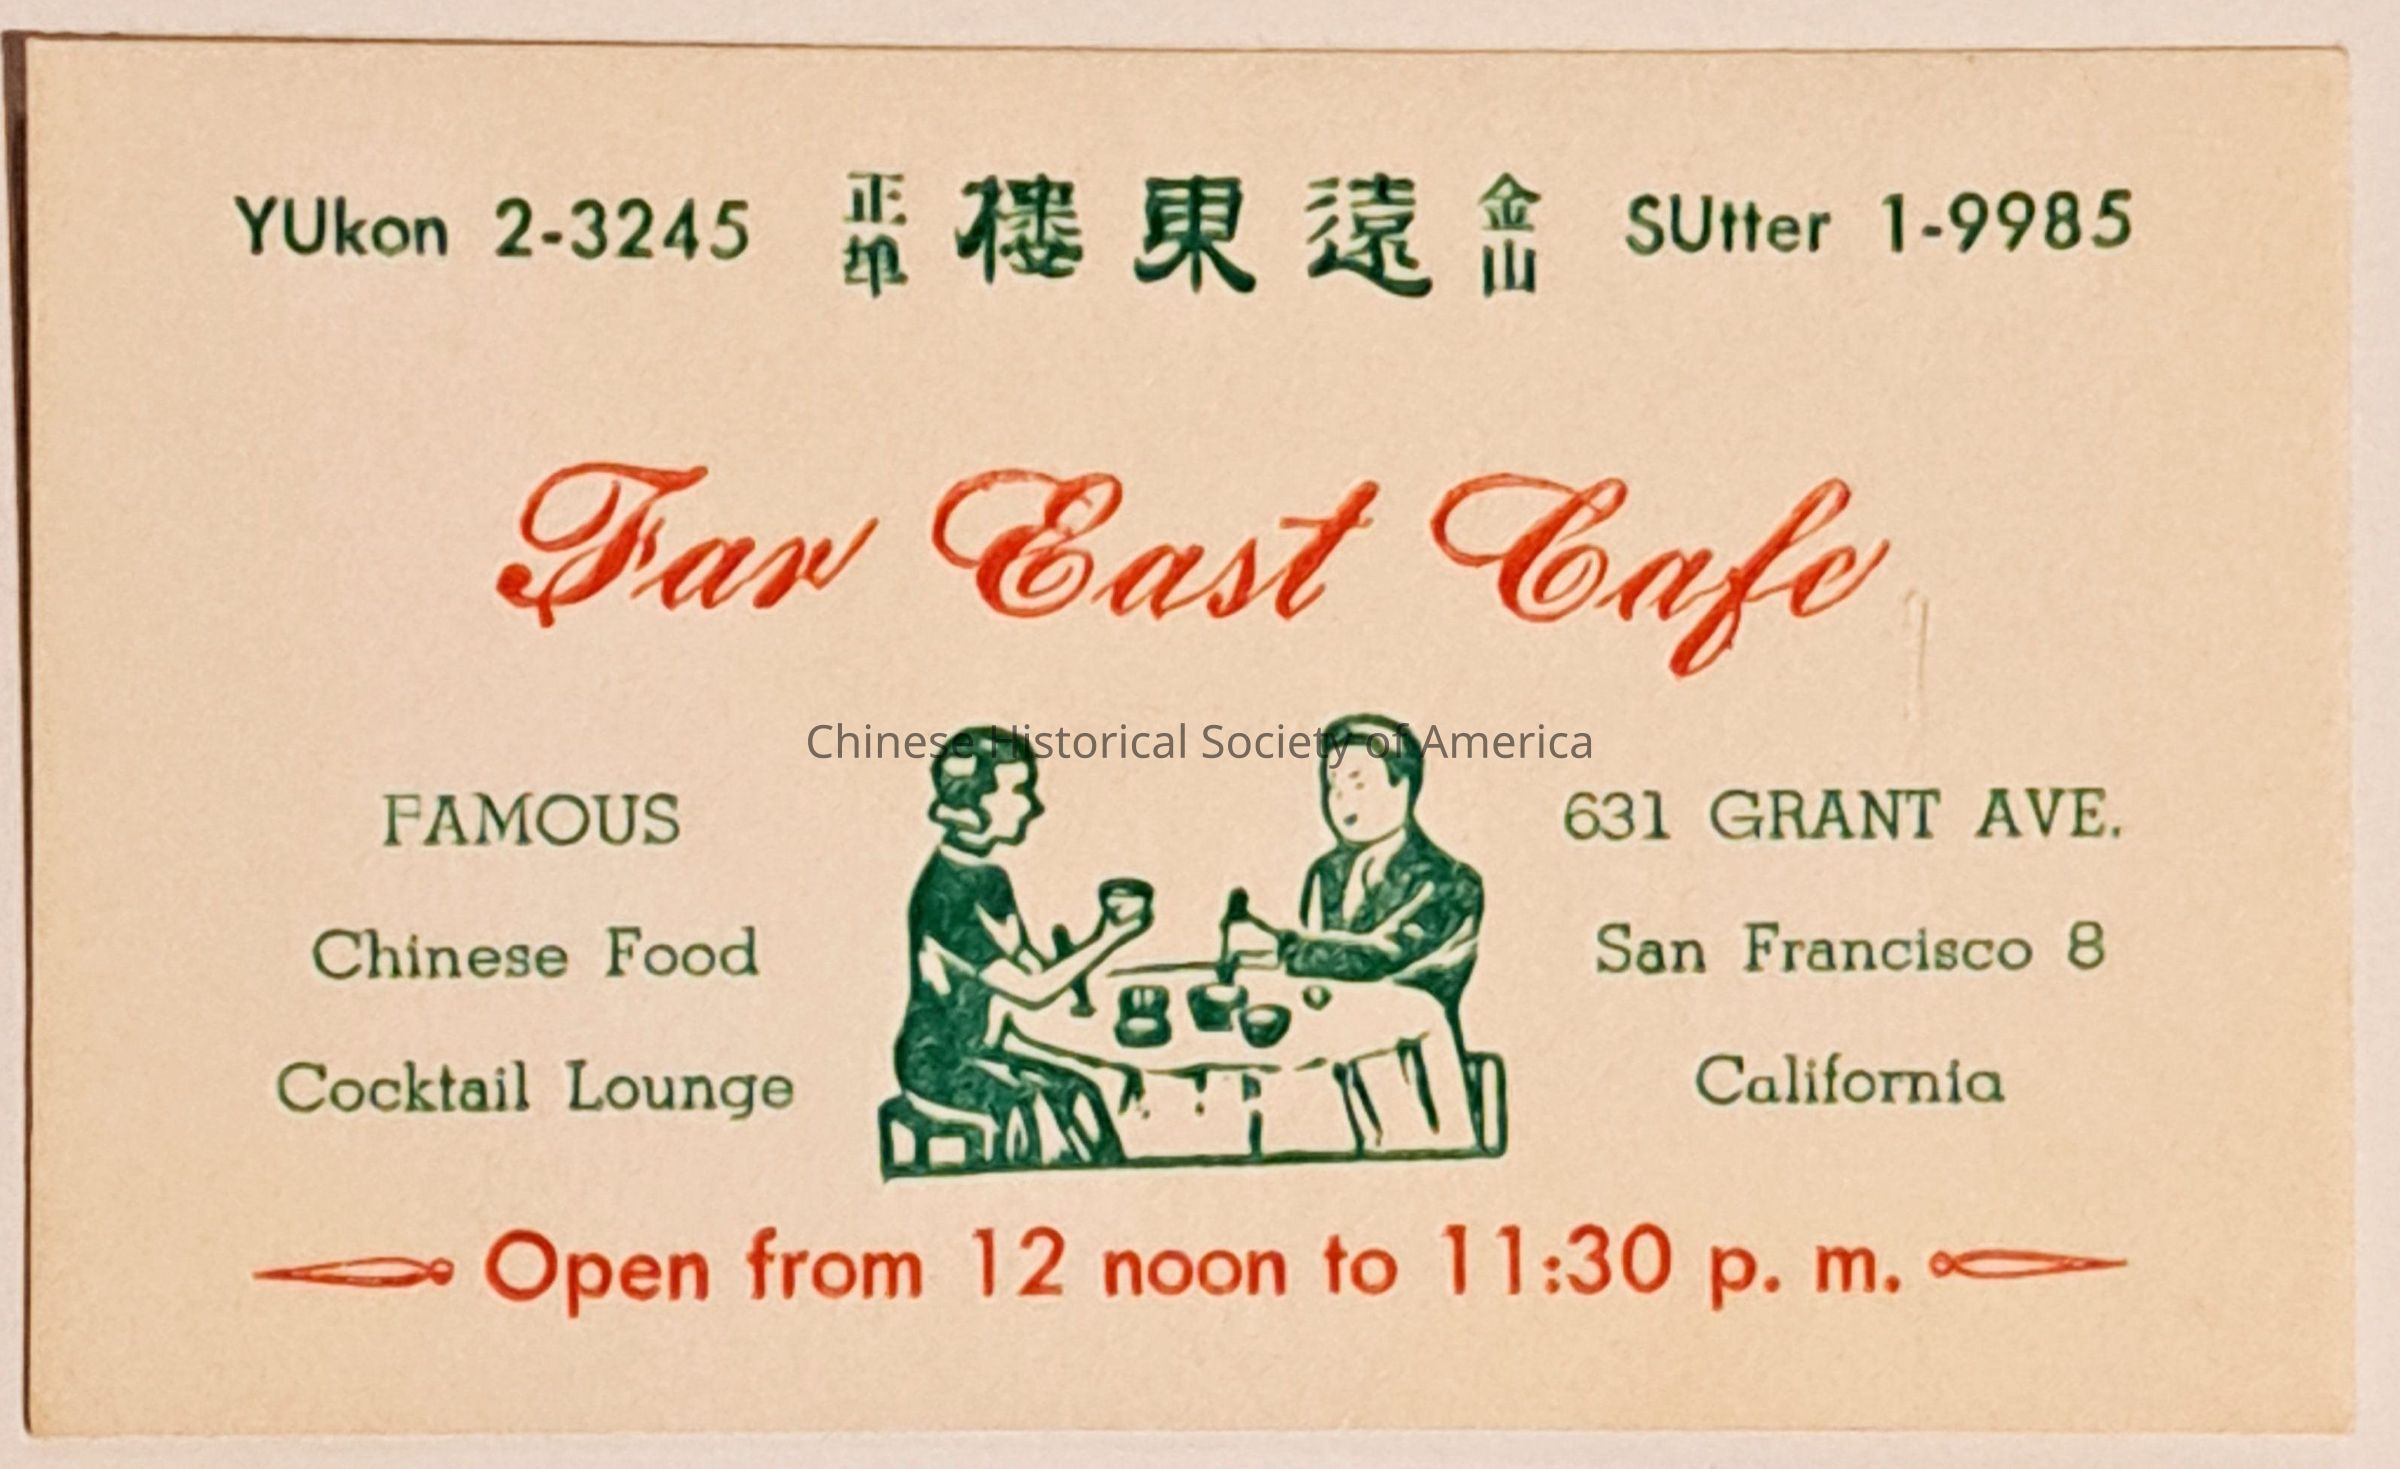 YUkon 2-3245
金山 遠東樓 正埠
SUtter 1-9985
Far East Cafe
Chinese Historical Society of America
FAMOUS
Chinese Food
Cocktail Lounge
631 GRANT AVE.
San Francisco 8
California
Open from 12 noon to 11:30 p. m.